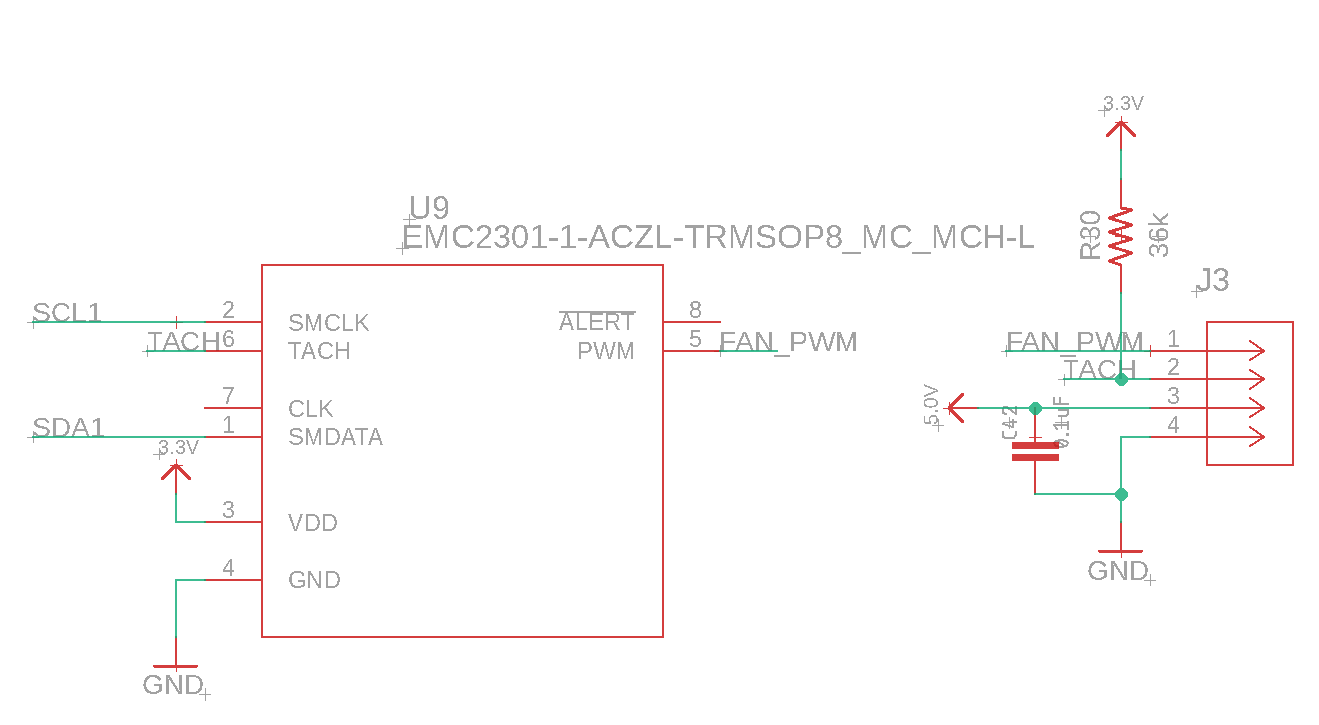 3.3V
U9
EMC2301-1-ACZL-TRMSOP8_MC_MCH-L
R30
36k
J3
SCL1
2
SMCLK
ALERT
8
TACH
6
TACH
PWM
5
FAN_PWM
FAN_PWM
1
TACH
2
7
CLK
5.0V
C42
0.1uF
3
SDA1
1
SMDATA
4
3.3V
3
VDD
4
GND
GND
GND